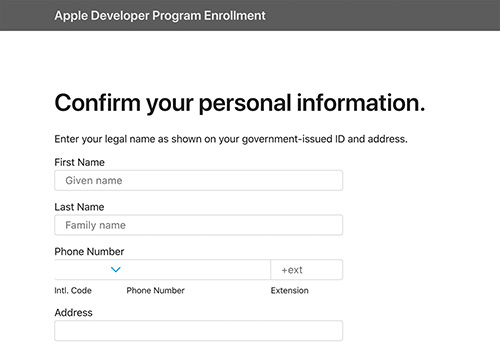 Apple Developer Program Enrollment
Confirm your personal information.
Enter your legal name as shown on your government-issued ID and address.
First Name
Given name
Last Name
Family name
Phone Number
+ext
Intl. Code Phone Number Extension
Address